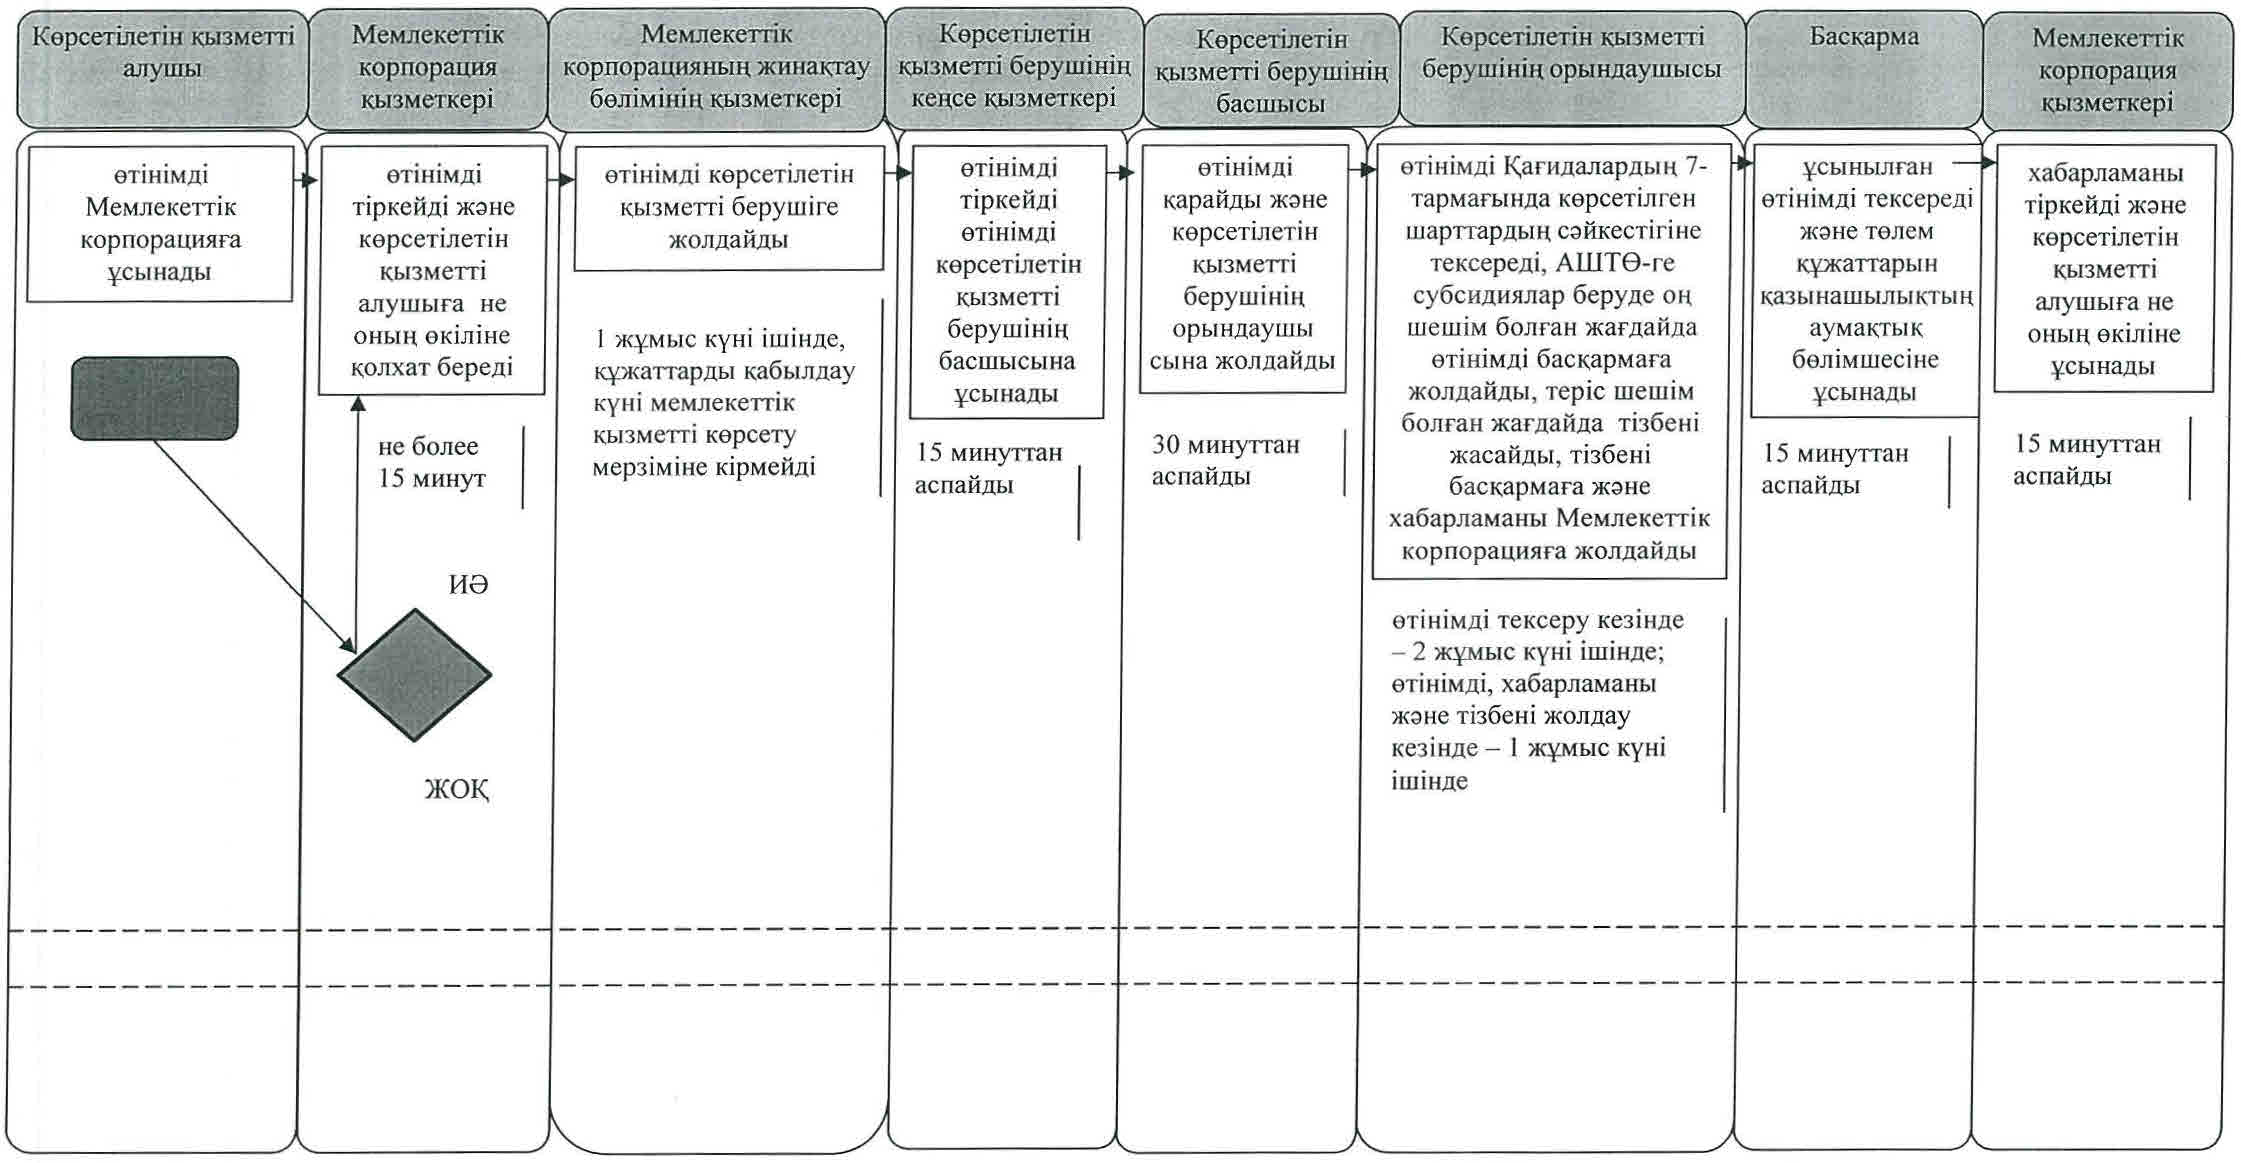 Көрсетілетін қызметті
алушы
Мемлекеттік
корпорация
қызметкері
Мемлекеттік
корпорацияның жинақтау
бөлімінің қызметкері
Көрсетілетін
қызметті берушінің
кеңсе қызметкері
Көрсетілетін
қызметті берушінің
басшысы
Көрсетілетін қызметті
берушінің орындаушысы
Басқарма
Мемлекеттік
корпорация
қызметкері
өтінімді
Мемлекеттік
корпорацияға
ұсынады
өтінімді
тіркейді және
көрсетілетін
қызметті
алушыға не
оның өкіліне
қолхат береді
не более
15 минут
ИӘ
ЖОҚ
өтінімді көрсетілетін
қызметті берушіге
жолдайды
1 жұмыс күні ішінде,
құжаттарды қабылдау
күні мемлекеттік
қызметті көрсету
мерзіміне кірмейді
өтінімді
тіркейді
өтінімді
көрсетілетін
қызметті
берушінің
басшысына
ұсынады
15 минуттан
аспайды
өтінімді
қарайды және
көрсетілетін
қызметті
берушінің
орындаушы
сына жолдайды
30 минуттан
аспайды
өтінімді Қағидалардың 7-
тармағында көрсетілген
шарттардың сәйкестігіне
тексереді, АШТӨ-ге
субсидиялар беруде оң
шешім болған жағдайда
өтінімді басқармаға
жолдайды, теріс шешім
болған жағдайда тізбені
жасайды, тізбені
басқармаға және
хабарламаны Мемлекеттік
корпорацияға жолдайды
өтінімді тексеру кезінде
– 2 жұмыс күні ішінде;
өтінімді, хабарламаны
және тізбені жолдау
кезінде – 1 жұмыс күні
ішінде
ұсынылған
өтінімді тексереді
және төлем
құжаттарын
қазынашылықтың
аумақтық
бөлімшесіне
ұсынады
15 минуттан
аспайды
хабарламаны
тіркейді және
көрсетілетін
қызметті
алушыға не
оның өкіліне
ұсынады
15 минуттан
аспайды